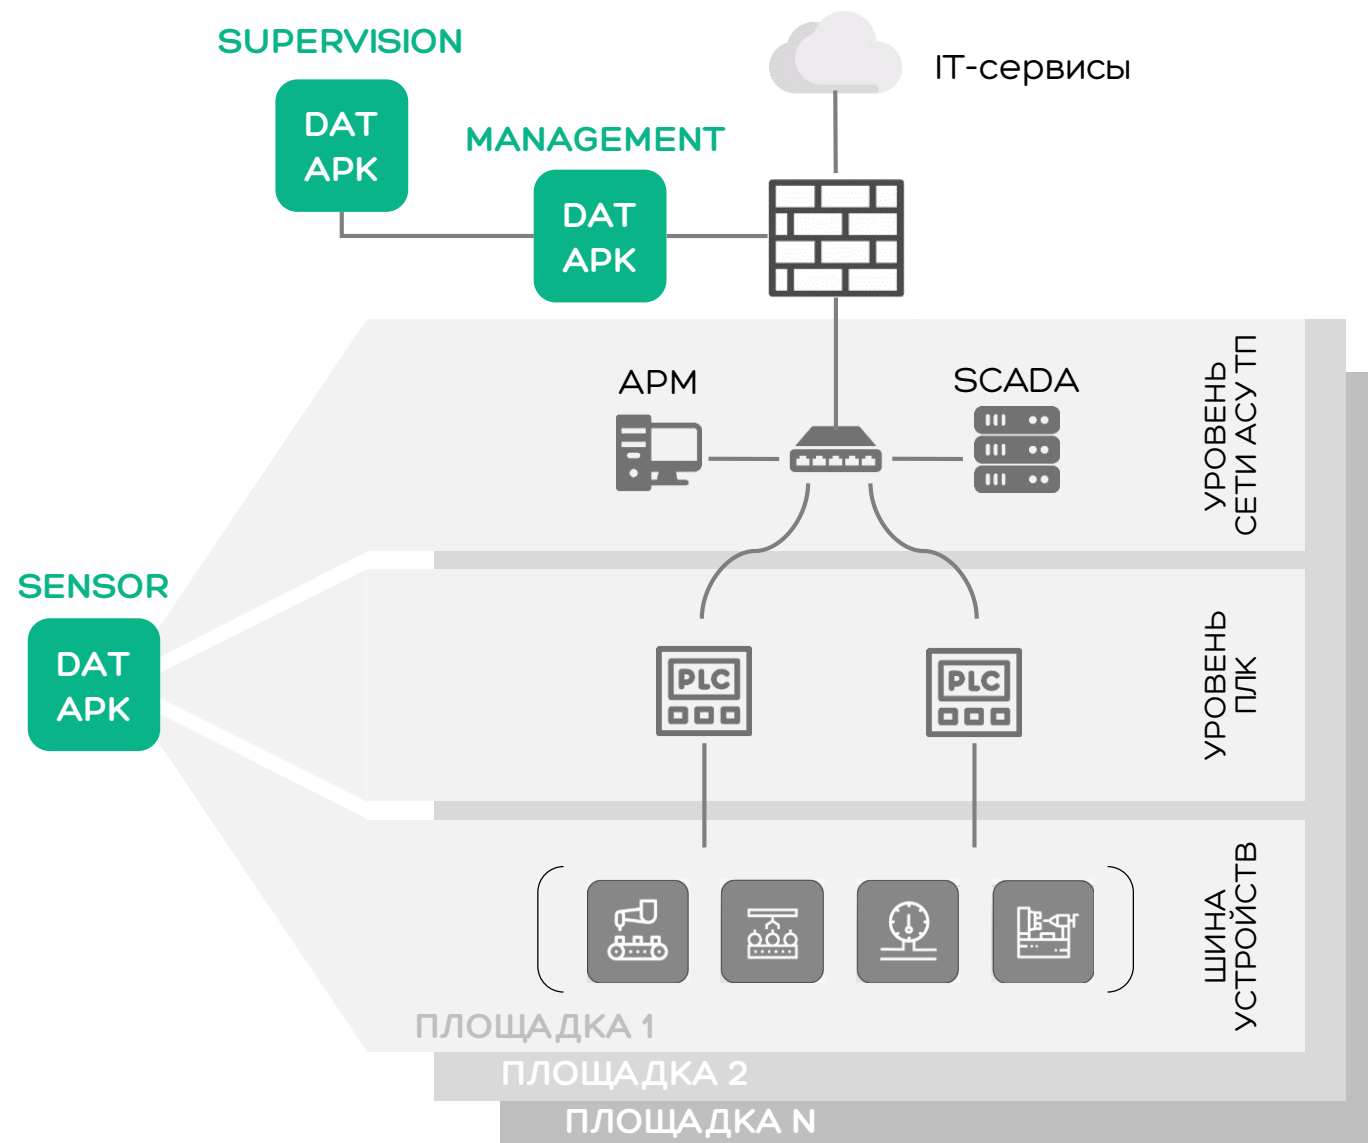 SUPERVISION
DAT
APK
IT-сервисы
MANAGEMENT
DAT
APK
АРМ
SCADA
УРОВЕНЬ
СЕТИ АСУ ТП
SENSOR
DAT
APK
PLC
PLC
УРОВЕНЬ
ПЛК
ШИНА
УСТРОЙСТВ
ПЛОЩАДКА 1
ПЛОЩАДКА 2
ПЛОЩАДКА N